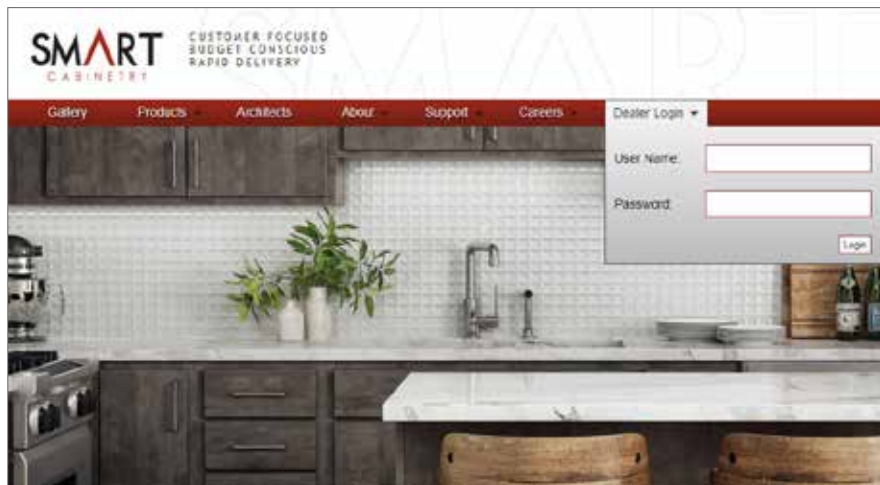 SMART
CABINETRY
CUSTOMER FOCUSED
BUDGET CONSCIOUS
RAPID DELIVERY
Gallery Products Architects About Support Careers Dealer Login
User Name:
Password:
Login